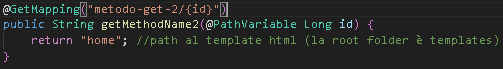 @GetMapping("metodo-get-2/{id}")
public String getMethodName2(@PathVariable Long id) {
return "home"; //path al template html (la root folder è templates)
}